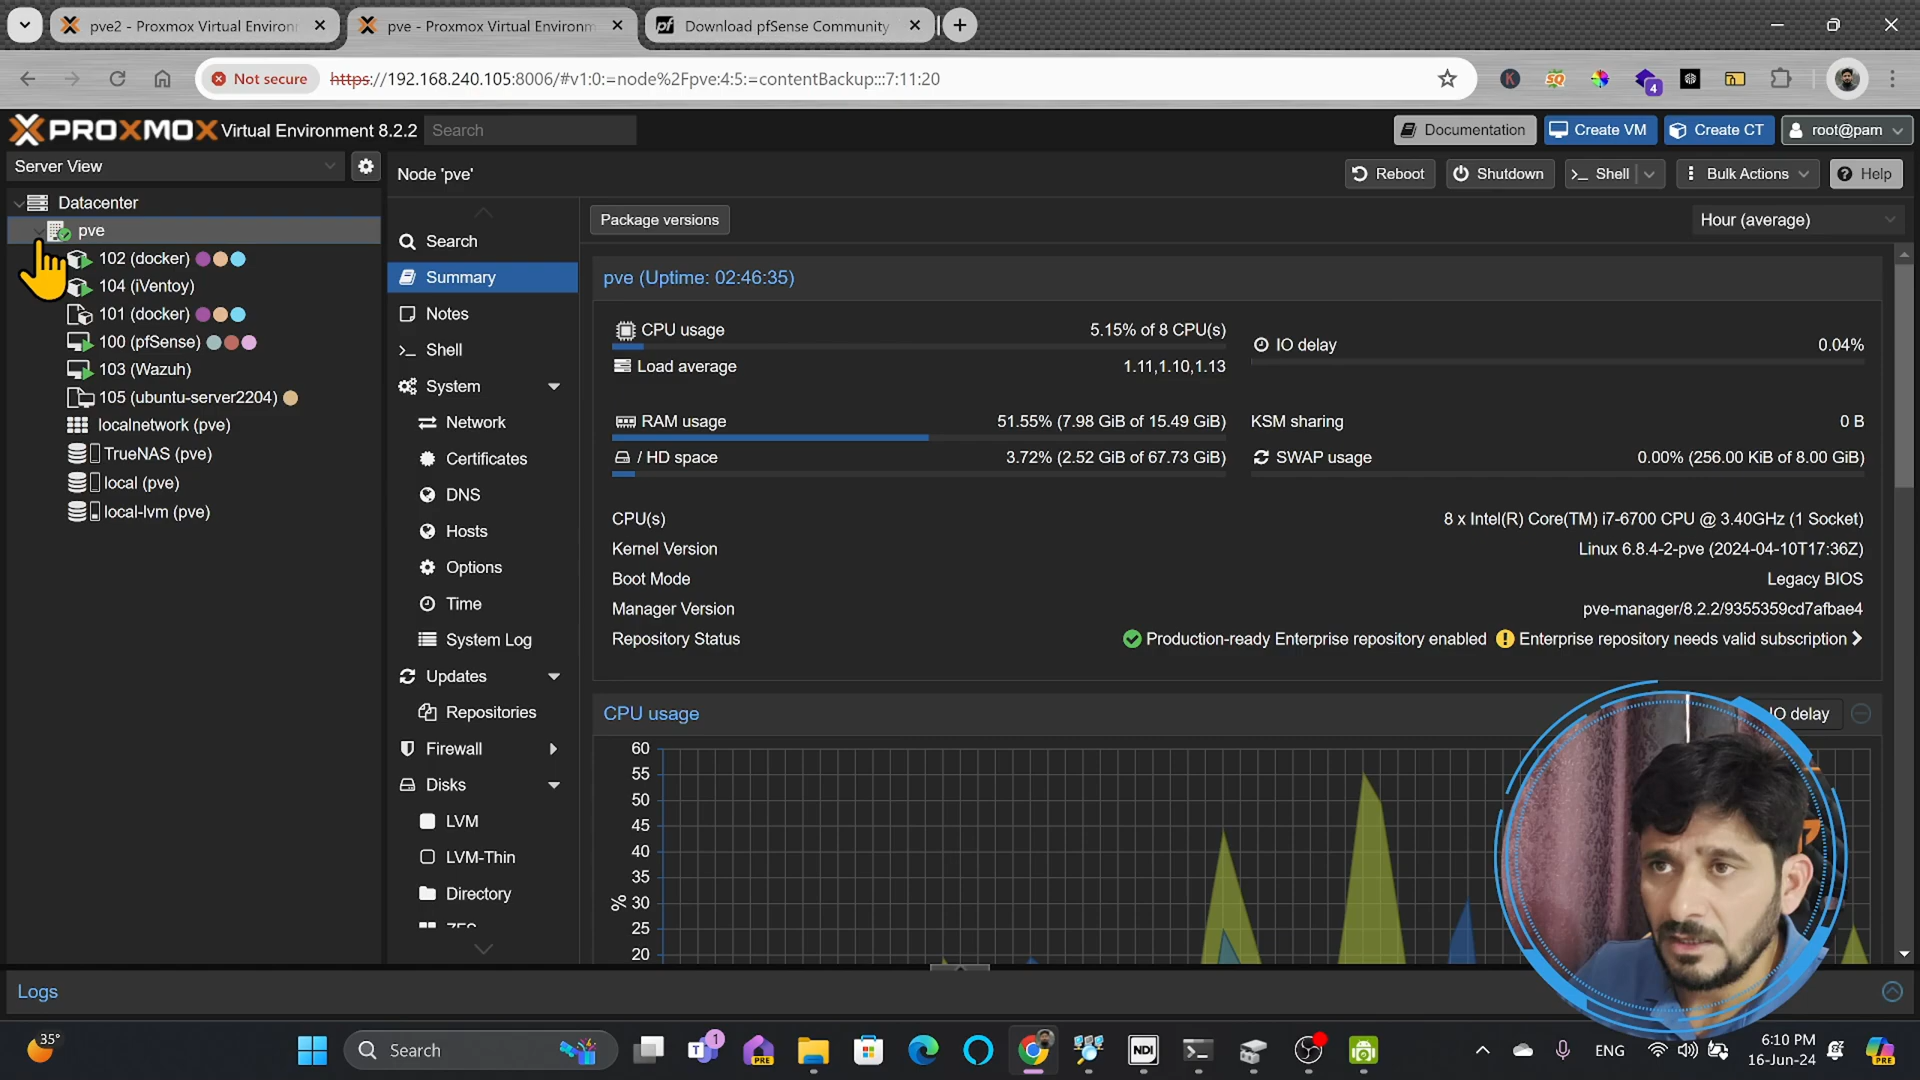 pve2 - Proxmox Virtual Environ
pve - Proxmox Virtual Environm
Download pfSense Community
Not secure
https://192.168.240.105:8006/#v1:0:=node%2Fpve:4:5:=contentBackup:::7:11:20
4
PROXMOX Virtual Environment 8.2.2
Search
Documentation
Create VM
Create CT
root@pam
Server View
Node 'pve'
Reboot
Shutdown
Shell
Bulk Actions
Help
Datacenter
pve
102 (docker)
104 (iVentoy)
101 (docker)
100 (pfSense)
103 (Wazuh)
105 (ubuntu-server2204)
localnetwork (pve)
TrueNAS (pve)
local (pve)
local-lvm (pve)
Search
Summary
Notes
Shell
System
Network
Certificates
DNS
Hosts
Options
Time
System Log
Updates
Repositories
Firewall
Disks
LVM
LVM-Thin
Directory
Package versions
Hour (average)
pve (Uptime: 02:46:35)
CPU usage 5.15% of 8 CPU(s)
IO delay 0.04%
Load average 1.11,1.10,1.13
RAM usage 51.55% (7.98 GiB of 15.49 GiB)
KSM sharing 0 B
/ HD space 3.72% (2.52 GiB of 67.73 GiB)
SWAP usage 0.00% (256.00 KiB of 8.00 GiB)
CPU(s) 8 x Intel(R) Core(TM) i7-6700 CPU @ 3.40GHz (1 Socket)
Kernel Version Linux 6.8.4-2-pve (2024-04-10T17:36Z)
Boot Mode Legacy BIOS
Manager Version pve-manager/8.2.2/9355359cd7afbae4
Repository Status Production-ready Enterprise repository enabled Enterprise repository needs valid subscription
CPU usage
IO delay
60
55
50
45
40
35
% 30
25
20
Logs
35°
Search
1
PRE
NDI
ENG
6:10 PM
16-Jun-24
PRE